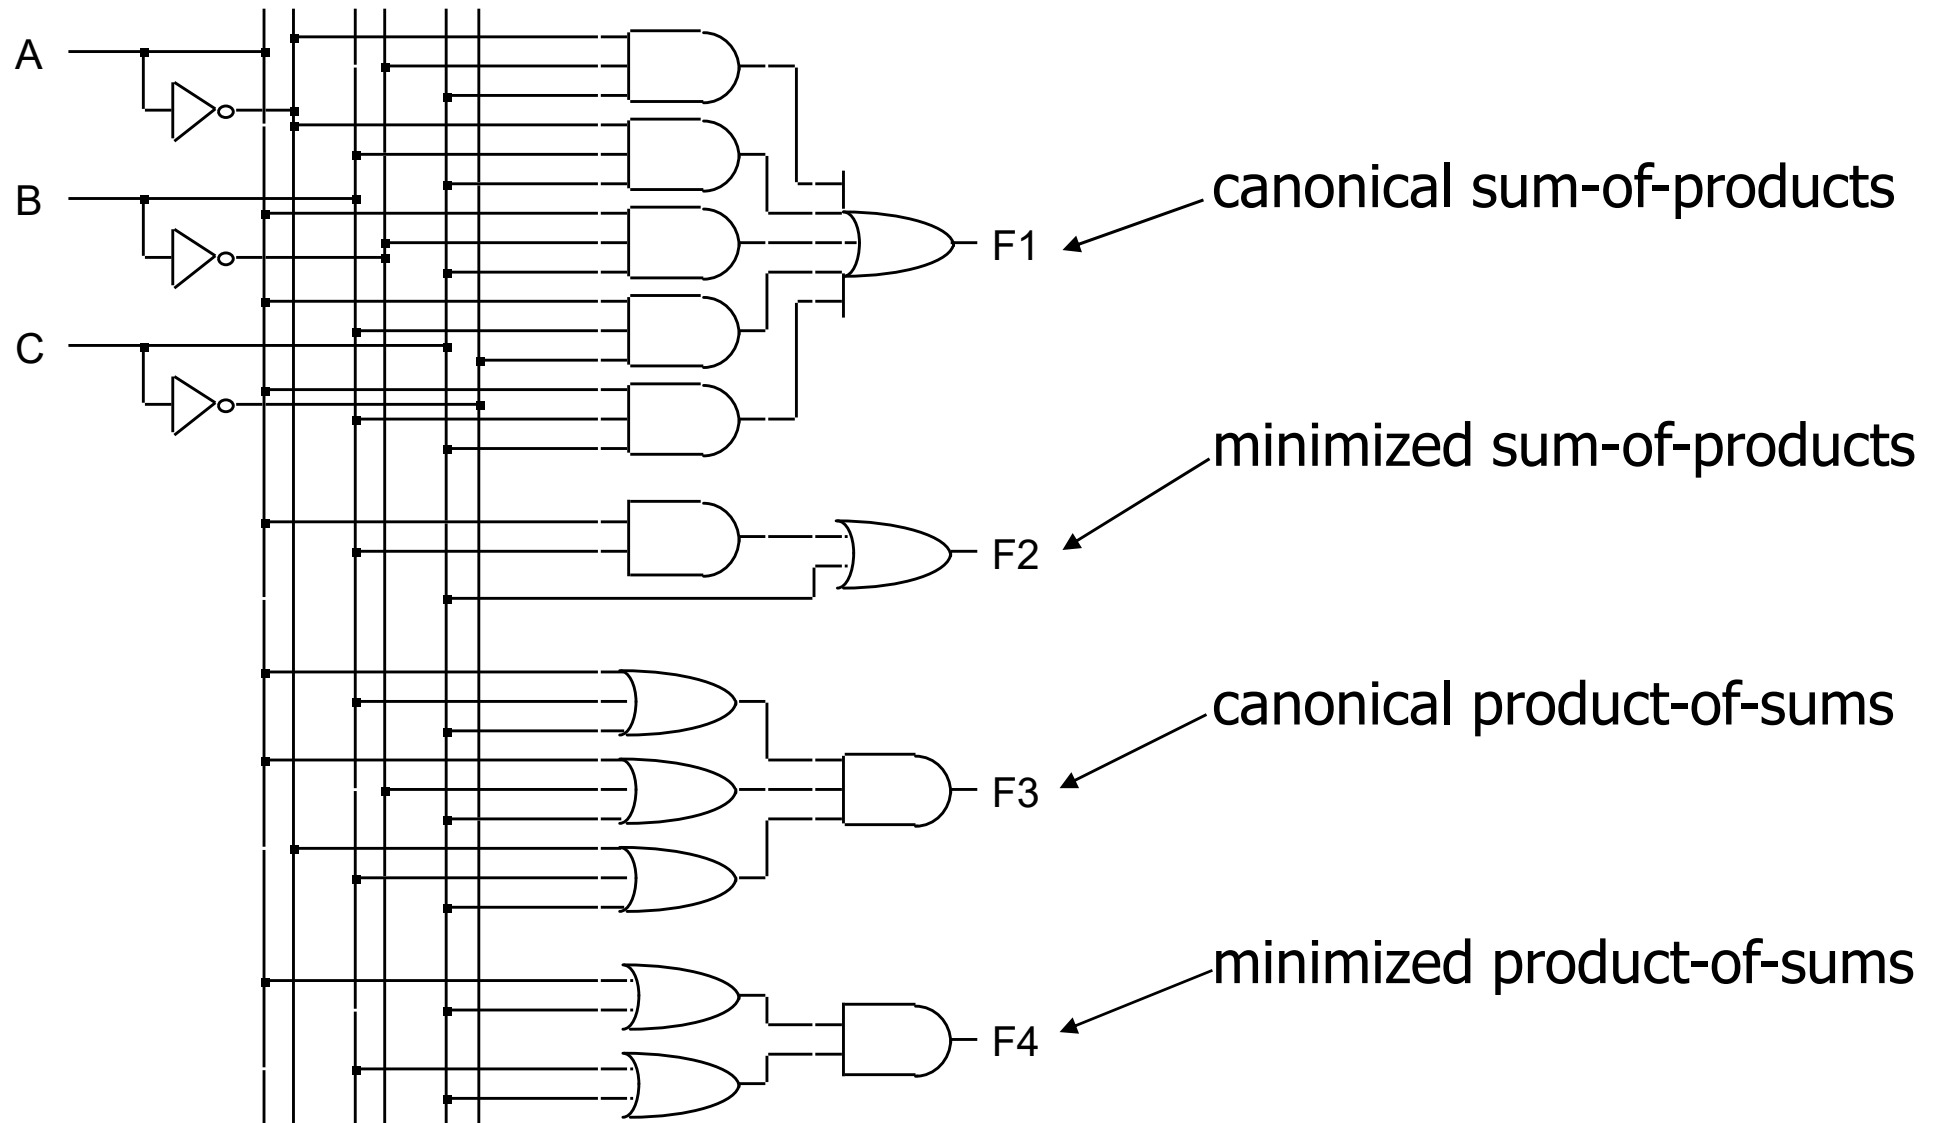 A
B
C
F1
canonical sum-of-products
F2
minimized sum-of-products
F3
canonical product-of-sums
F4
minimized product-of-sums